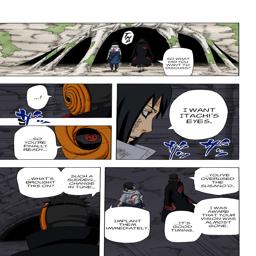 SO WHAT
DID YOU
WANT TO
DISCUSS?
I WANT
ITACHI'S
EYES.
...!
...SO
YOU'RE
FINALLY
READY...
YOU'VE
OVERUSED
THE
SUSANO'O...
I WAS
AWARE THAT
YOUR VISION
WAS ALMOST
GONE.
IT'S
GOOD
TIMING...
SUCH A
SUDDEN
CHANGE
IN TUNE...
...WHAT'S
BROUGHT
THIS ON?
IMPLANT
THEM
IMMEDIATELY.